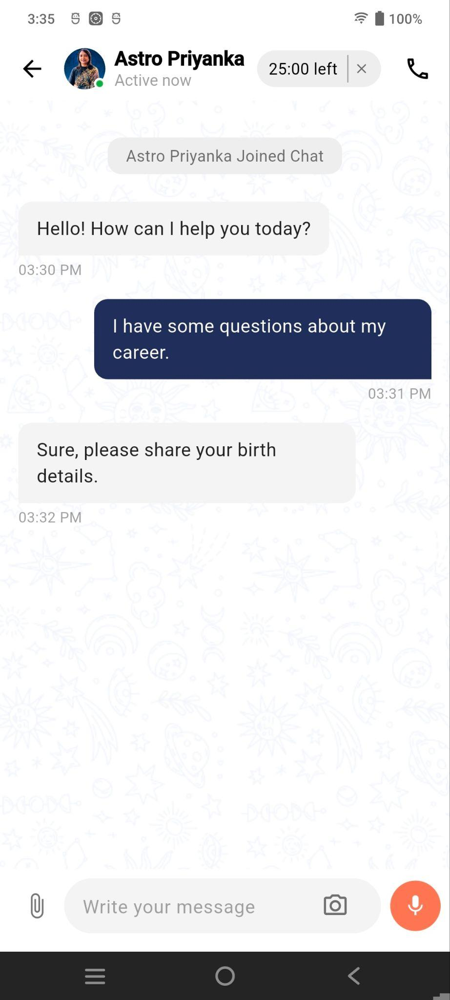 3:35
100%
Astro Priyanka
Active now
25:00 left
Astro Priyanka Joined Chat
Hello! How can I help you today?
03:30 PM
I have some questions about my
career.
03:31 PM
Sure, please share your birth
details.
03:32 PM
Write your message